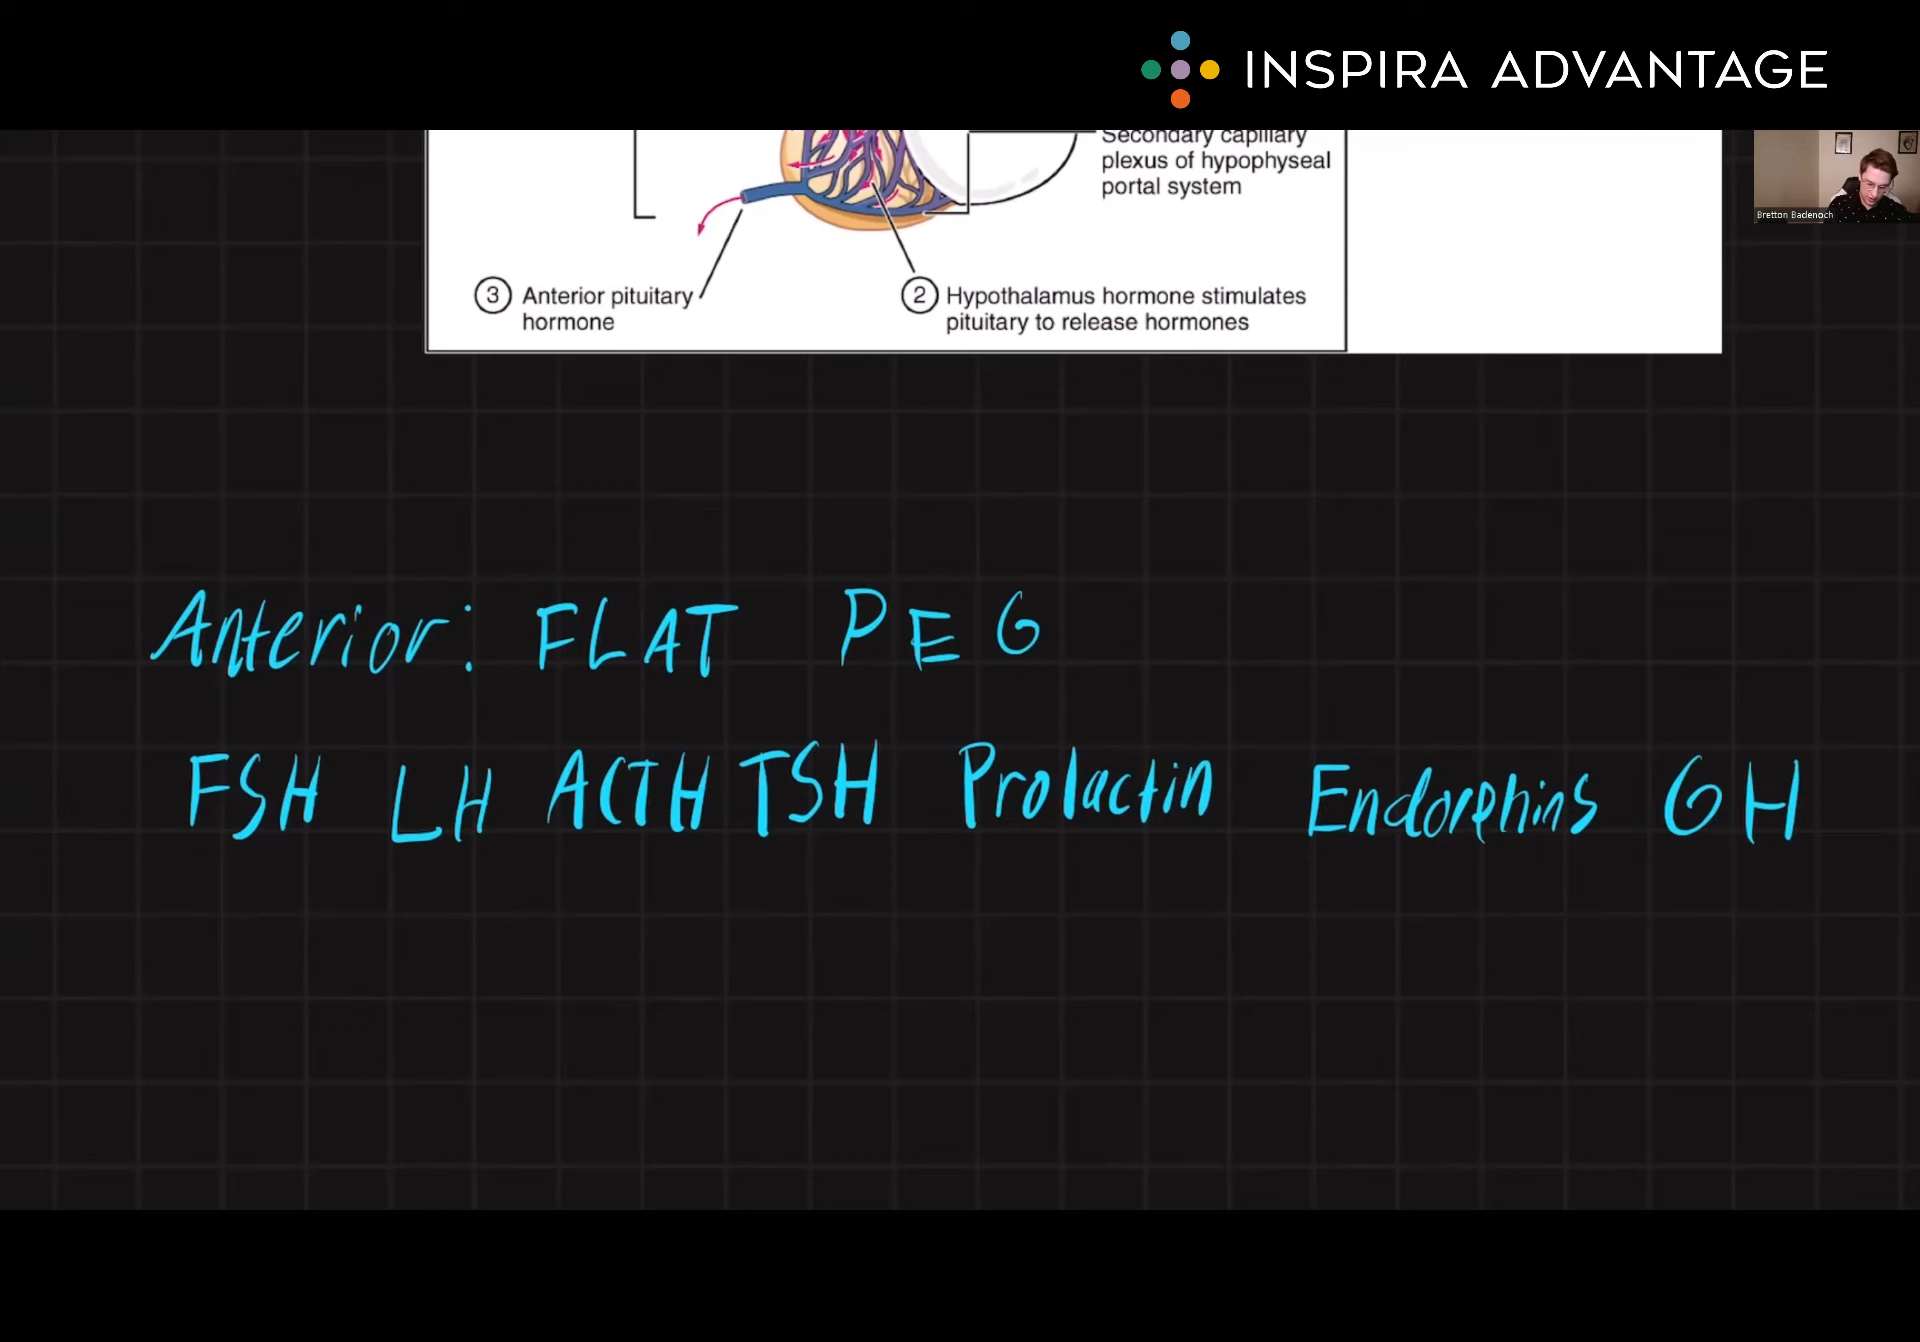 INSPIRA ADVANTAGE
Secondary capillary
plexus of hypophyseal
portal system
Bretton Badenoch
3 Anterior pituitary
hormone
2 Hypothalamus hormone stimulates
pituitary to release hormones
Anterior: FLAT PEG
FSH LH ACTH TSH Prolactin Endorphins GH